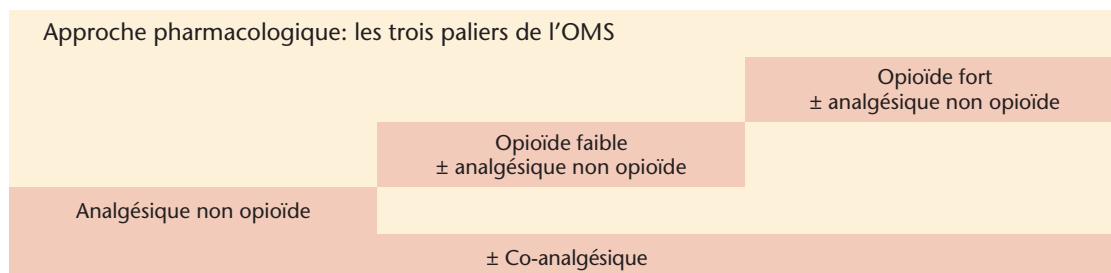 Approche pharmacologique: les trois paliers de l’OMS
Opioïde fort
± analgésique non opioïde
Opioïde faible
± analgésique non opioïde
Analgésique non opioïde
± Co-analgésique